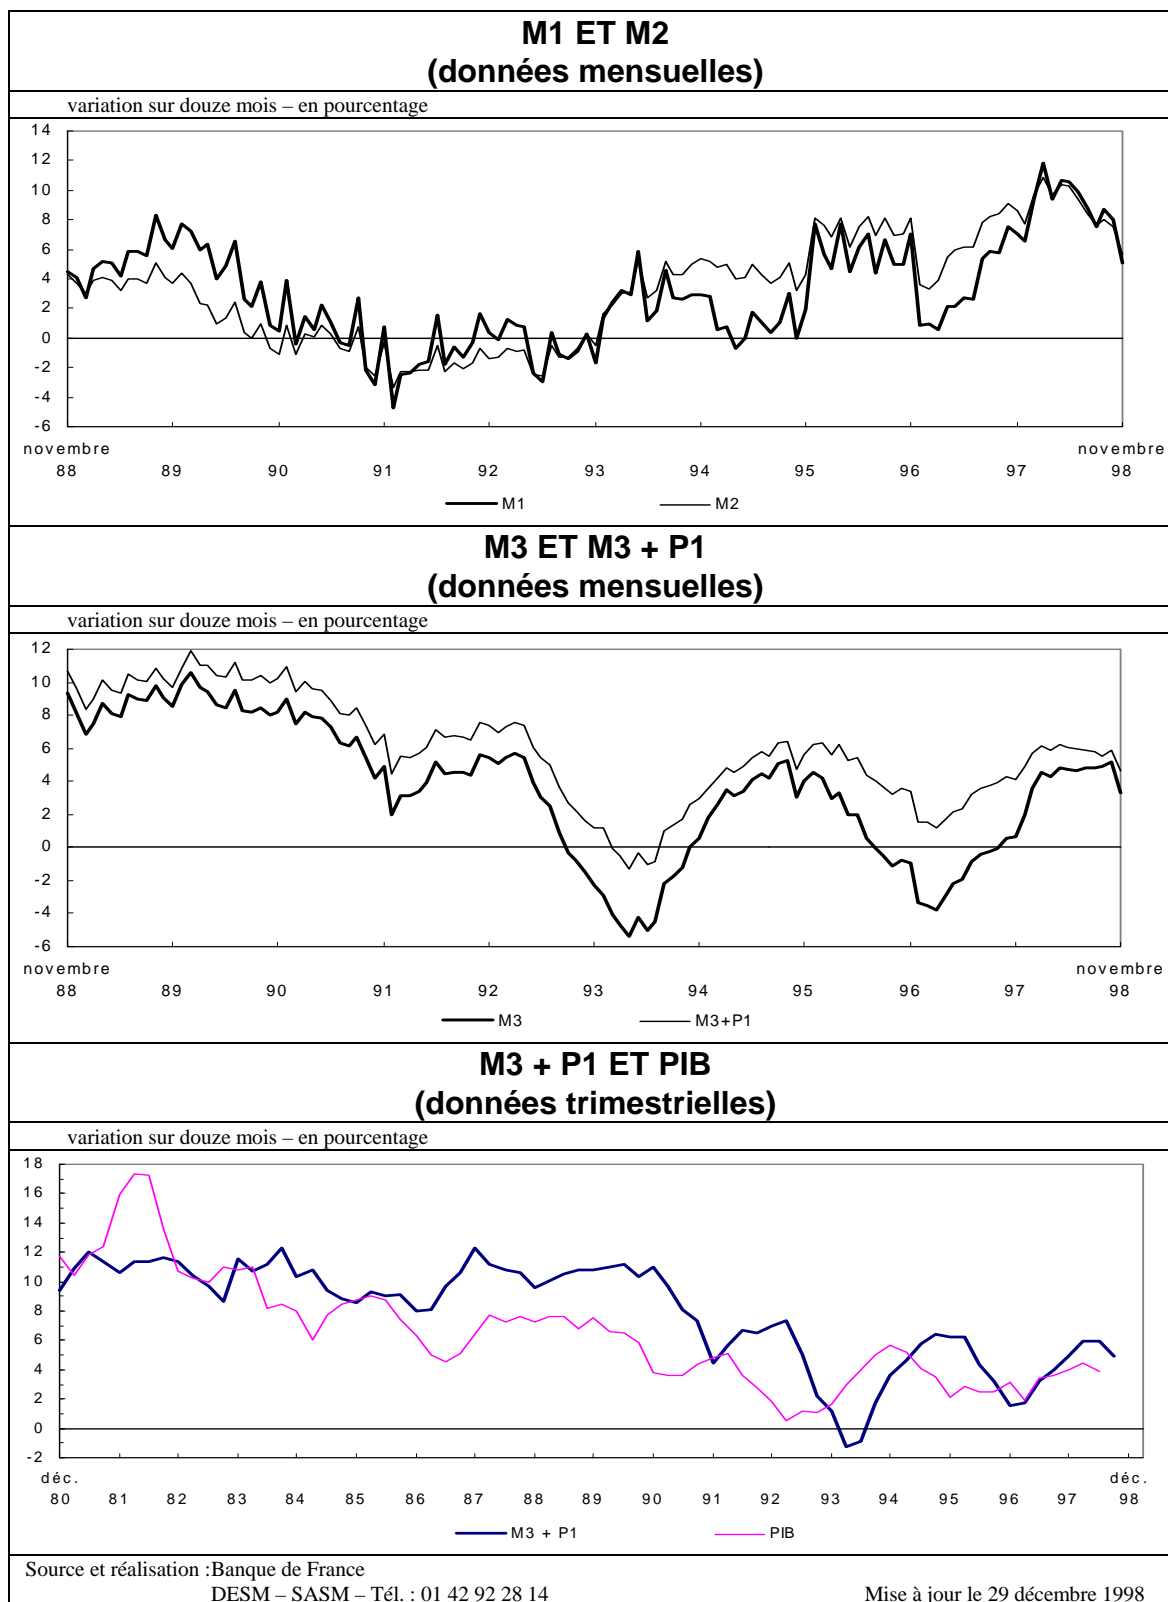 M1 ET M2
(données mensuelles)
variation sur douze mois – en pourcentage
14
12
10
8
6
4
2
0
-2
-4
-6
novembre novembre
88 89 90 91 92 93 94 95 96 97 98
M1 M2
M3 ET M3 + P1
(données mensuelles)
variation sur douze mois – en pourcentage
12
10
8
6
4
2
0
-2
-4
-6
novembre novembre
88 89 90 91 92 93 94 95 96 97 98
M3 M3+P1
M3 + P1 ET PIB
(données trimestrielles)
variation sur douze mois – en pourcentage
18
16
14
12
10
8
6
4
2
0
-2
déc. déc.
80 81 82 83 84 85 86 87 88 89 90 91 92 93 94 95 96 97 98
M3 + P1 PIB
Source et réalisation :Banque de France
DESM – SASM – Tél. : 01 42 92 28 14 Mise à jour le 29 décembre 1998